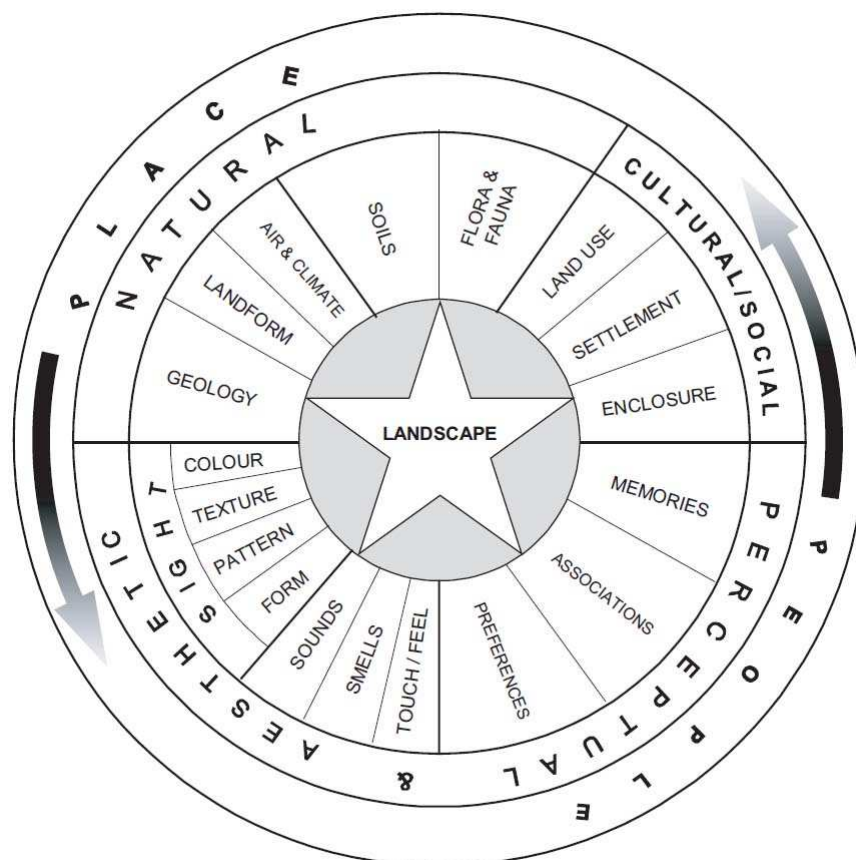 PLACE
NATURAL
CULTURAL/SOCIAL
AIR & CLIMATE
SOILS
FLORA &
FAUNA
LAND USE
LANDFORM
SETTLEMENT
GEOLOGY
ENCLOSURE
LANDSCAPE
COLOUR
TEXTURE
PATTERN
FORM
SIGHT
SOUNDS
SMELLS
TOUCH / FEEL
PREFERENCES
ASSOCIATIONS
MEMORIES
AESTHETIC & PERCEPTUAL
PEOPLE